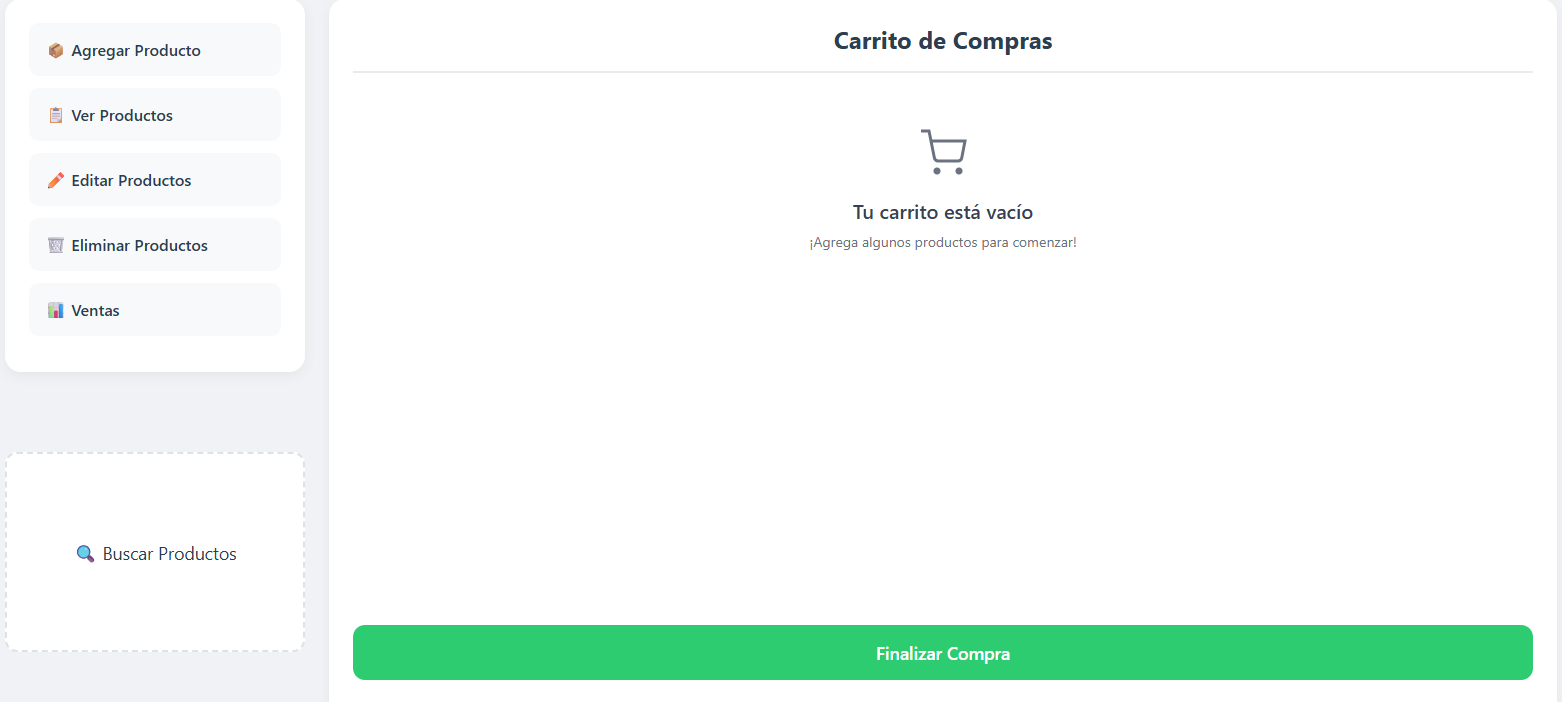 Agregar Producto
Ver Productos
Editar Productos
Eliminar Productos
Ventas
Buscar Productos
Carrito de Compras
Tu carrito está vacío
¡Agrega algunos productos para comenzar!
Finalizar Compra